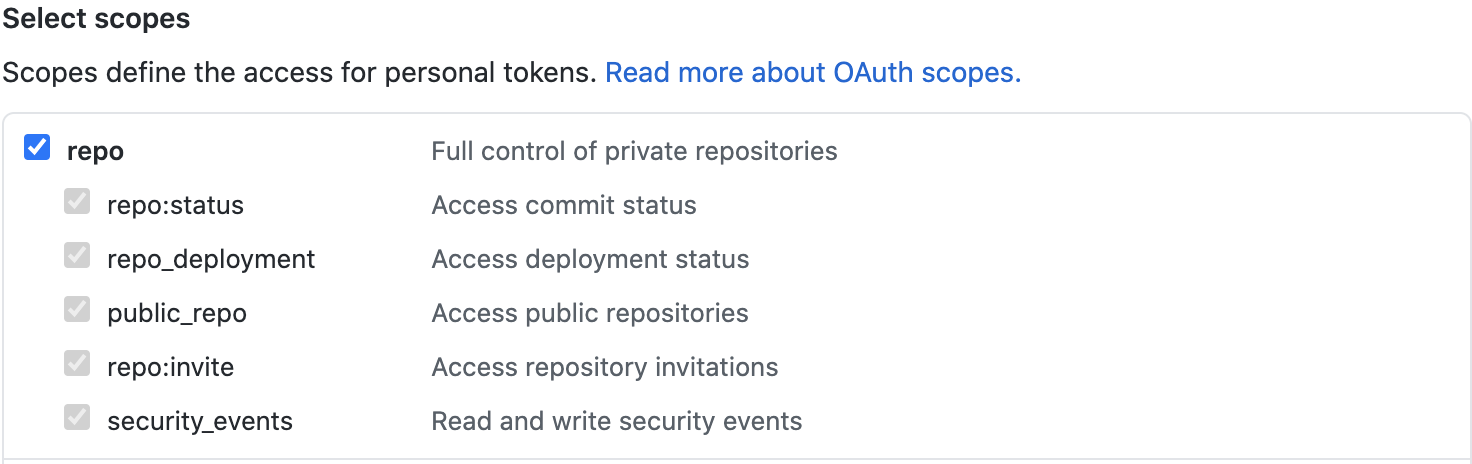 Select scopes
Scopes define the access for personal tokens. Read more about OAuth scopes.
repo Full control of private repositories
repo:status Access commit status
repo_deployment Access deployment status
public_repo Access public repositories
repo:invite Access repository invitations
security_events Read and write security events